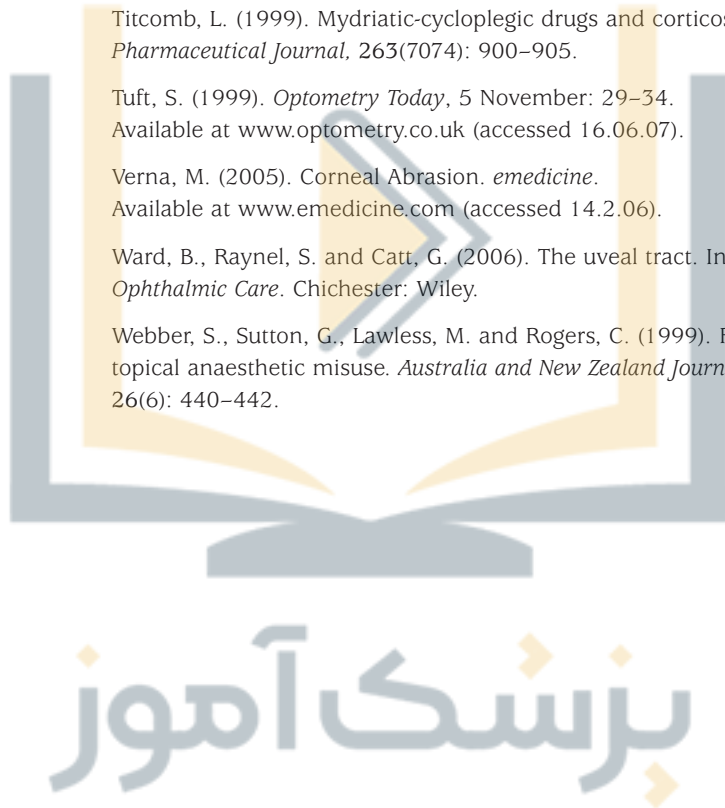 Titcomb, L. (1999). Mydriatic-cycloplegic drugs and corticos
Pharmaceutical Journal, 263(7074): 900–905.
Tuft, S. (1999). Optometry Today, 5 November: 29–34.
Available at www.optometry.co.uk (accessed 16.06.07).
Verna, M. (2005). Corneal Abrasion. emedicine.
Available at www.emedicine.com (accessed 14.2.06).
Ward, B., Raynel, S. and Catt, G. (2006). The uveal tract. In
Ophthalmic Care. Chichester: Wiley.
Webber, S., Sutton, G., Lawless, M. and Rogers, C. (1999).
topical anaesthetic misuse. Australia and New Zealand Journ
26(6): 440–442.
پزشک آموز